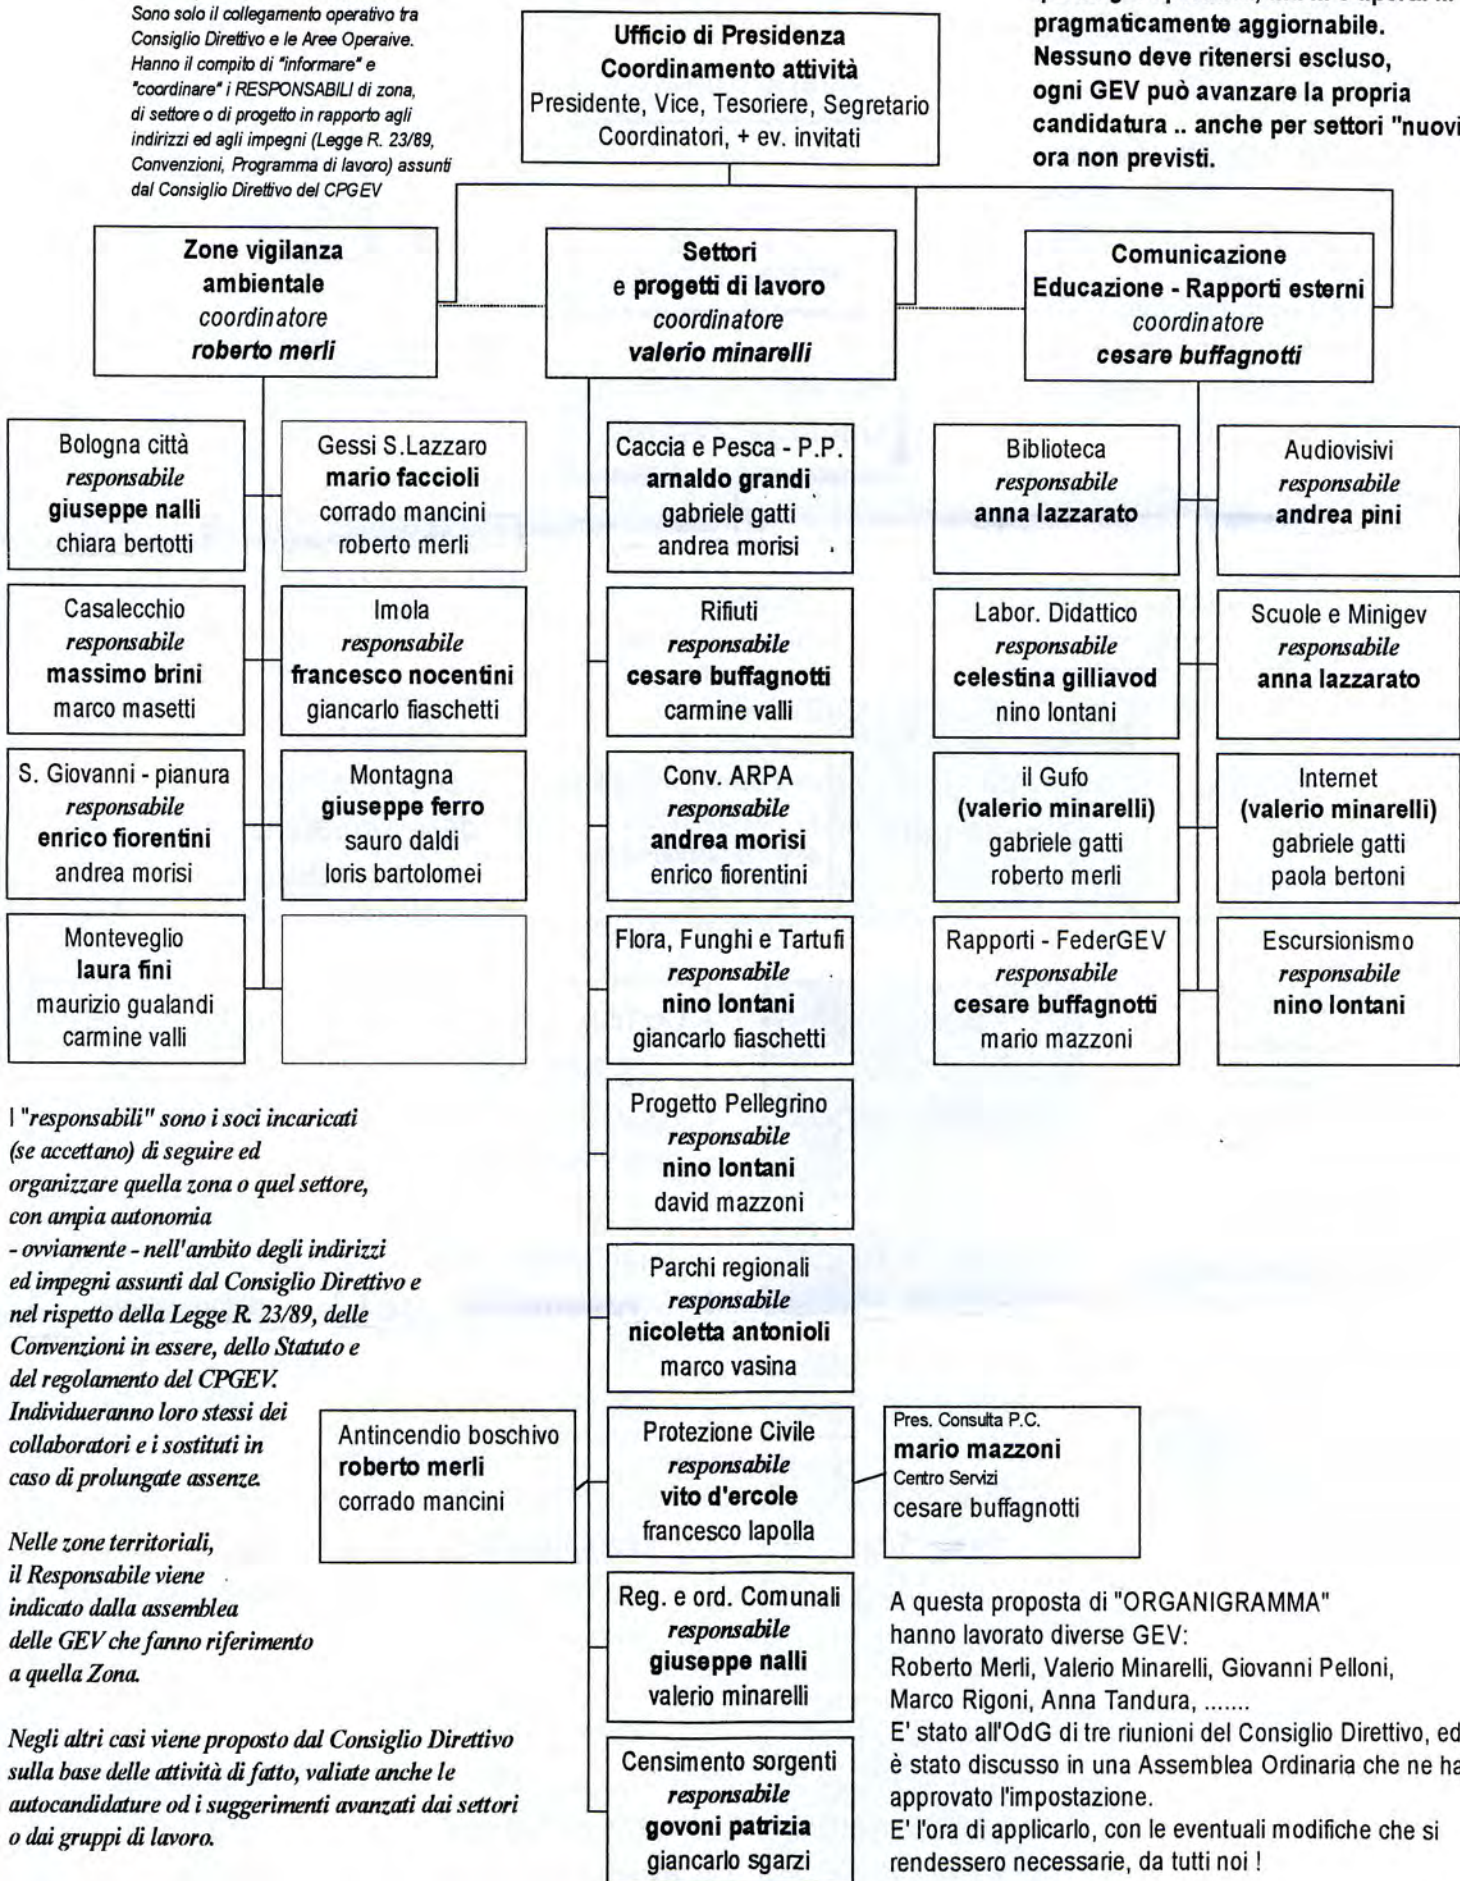 Sono solo il collegamento operativo tra
Consiglio Direttivo e le Aree Operaive.
Hanno il compito di "informare" e
"coordinare" i RESPONSABILI di zona,
di settore o di progetto in rapporto agli
indirizzi ed agli impegni (Legge R. 23/89,
Convenzioni, Programma di lavoro) assunti
dal Consiglio Direttivo del CPGEV
Ufficio di Presidenza
Coordinamento attività
Presidente, Vice, Tesoriere, Segretario
Coordinatori, + ev. invitati
pragmaticamente aggiornabile.
Nessuno deve ritenersi escluso,
ogni GEV può avanzare la propria
candidatura .. anche per settori "nuovi
ora non previsti.
Zone vigilanza
ambientale
coordinatore
roberto merli
Settori
e progetti di lavoro
coordinatore
valerio minarelli
Comunicazione
Educazione - Rapporti esterni
coordinatore
cesare buffagnotti
Bologna città
responsabile
giuseppe nalli
chiara bertotti
Gessi S.Lazzaro
mario faccioli
corrado mancini
roberto merli
Caccia e Pesca - P.P.
arnaldo grandi
gabriele gatti
andrea morisi
Biblioteca
responsabile
anna lazzarato
Audiovisivi
responsabile
andrea pini
Casalecchio
responsabile
massimo brini
marco masetti
Imola
responsabile
francesco nocentini
giancarlo fiaschetti
Rifiuti
responsabile
cesare buffagnotti
carmine valli
Labor. Didattico
responsabile
celestina gilliavod
nino lontani
Scuole e Minigev
responsabile
anna lazzarato
S. Giovanni - pianura
responsabile
enrico fiorentini
andrea morisi
Montagna
giuseppe ferro
sauro daldi
loris bartolomei
Conv. ARPA
responsabile
andrea morisi
enrico fiorentini
il Gufo
(valerio minarelli)
gabriele gatti
roberto merli
Internet
(valerio minarelli)
gabriele gatti
paola bertoni
Monteveglio
laura fini
maurizio gualandi
carmine valli
Flora, Funghi e Tartufi
responsabile
nino lontani
giancarlo fiaschetti
Rapporti - FederGEV
responsabile
cesare buffagnotti
mario mazzoni
Escursionismo
responsabile
nino lontani
Progetto Pellegrino
responsabile
nino lontani
david mazzoni
Parchi regionali
responsabile
nicoletta antonioli
marco vasina
I "responsabili" sono i soci incaricati
(se accettano) di seguire ed
organizzare quella zona o quel settore,
con ampia autonomia
- ovviamente - nell'ambito degli indirizzi
ed impegni assunti dal Consiglio Direttivo e
nel rispetto della Legge R. 23/89, delle
Convenzioni in essere, dello Statuto e
del regolamento del CPGEV.
Individueranno loro stessi dei
collaboratori e i sostituti in
caso di prolungate assenze.
Antincendio boschivo
roberto merli
corrado mancini
Protezione Civile
responsabile
vito d'ercole
francesco lapolla
Pres. Consulta P.C.
mario mazzoni
Centro Servizi
cesare buffagnotti
Nelle zone territoriali,
il Responsabile viene
indicato dalla assemblea
delle GEV che fanno riferimento
a quella Zona.
Negli altri casi viene proposto dal Consiglio Direttivo
sulla base delle attività di fatto, valiate anche le
autocandidature od i suggerimenti avanzati dai settori
o dai gruppi di lavoro.
Reg. e ord. Comunali
responsabile
giuseppe nalli
valerio minarelli
Censimento sorgenti
responsabile
govoni patrizia
giancarlo sgarzi
A questa proposta di "ORGANIGRAMMA"
hanno lavorato diverse GEV:
Roberto Merli, Valerio Minarelli, Giovanni Pelloni,
Marco Rigoni, Anna Tandura, .......
E' stato all'OdG di tre riunioni del Consiglio Direttivo, ed
è stato discusso in una Assemblea Ordinaria che ne ha
approvato l'impostazione.
E' l'ora di applicarlo, con le eventuali modifiche che si
rendessero necessarie, da tutti noi !